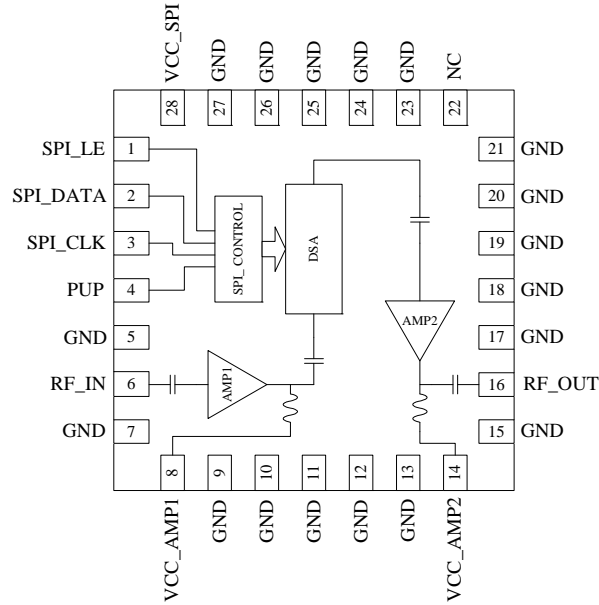 VCC_SPI
GND
GND
GND
GND
GND
NC
28
27
26
25
24
23
22
SPI_LE
1
SPI_DATA
2
SPI_CLK
3
PUP
4
GND
5
RF_IN
6
GND
7
SPI_CONTROL
DSA
AMP1
AMP2
21
GND
20
GND
19
GND
18
GND
17
GND
16
RF_OUT
15
GND
8
9
10
11
12
13
14
VCC_AMP1
GND
GND
GND
GND
GND
VCC_AMP2